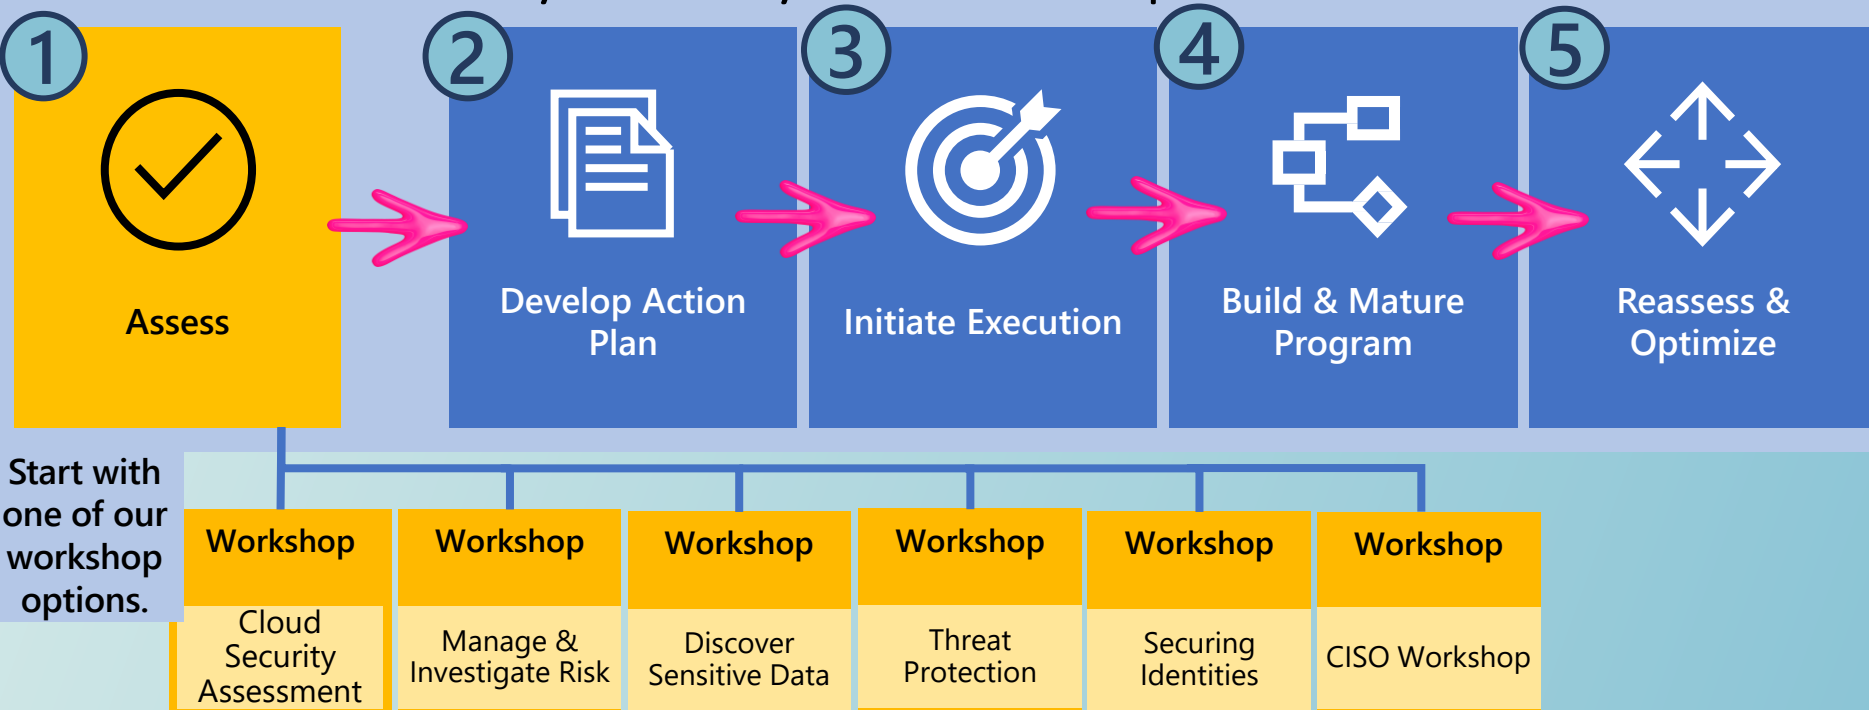 1
2
3
4
5
Assess
Develop Action
Plan
Initiate Execution
Build & Mature
Program
Reassess &
Optimize
Start with
one of our
workshop
options.
Workshop
Cloud
Security
Assessment
Workshop
Manage &
Investigate Risk
Workshop
Discover
Sensitive Data
Workshop
Threat
Protection
Workshop
Securing
Identities
Workshop
CISO Workshop